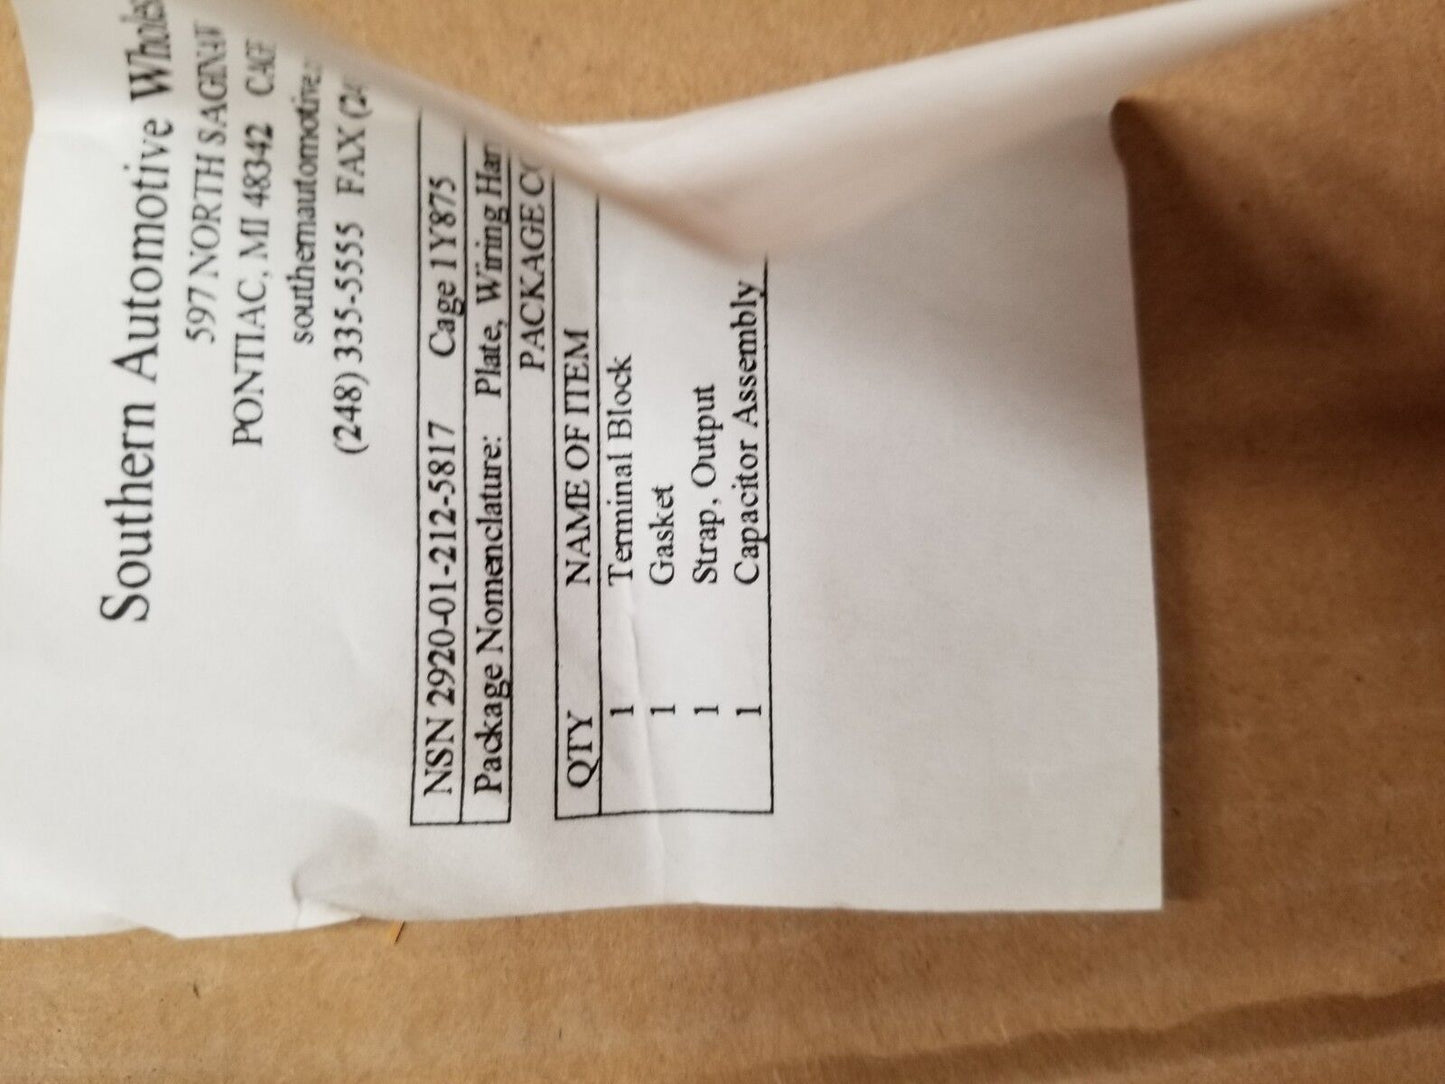 Southern Automotive
597 NORTH SAGINAW
PONTIAC, MI 48342 CAGE
southernautomotive.
(248) 335-5555 FAX (24
NSN 2920-01-212-5817 Cage 1Y875
Package Nomenclature: Plate, Wiring Har
PACKAGE CO
QTY NAME OF ITEM
1 Terminal Block
1 Gasket
1 Strap, Output
1 Capacitor Assembly